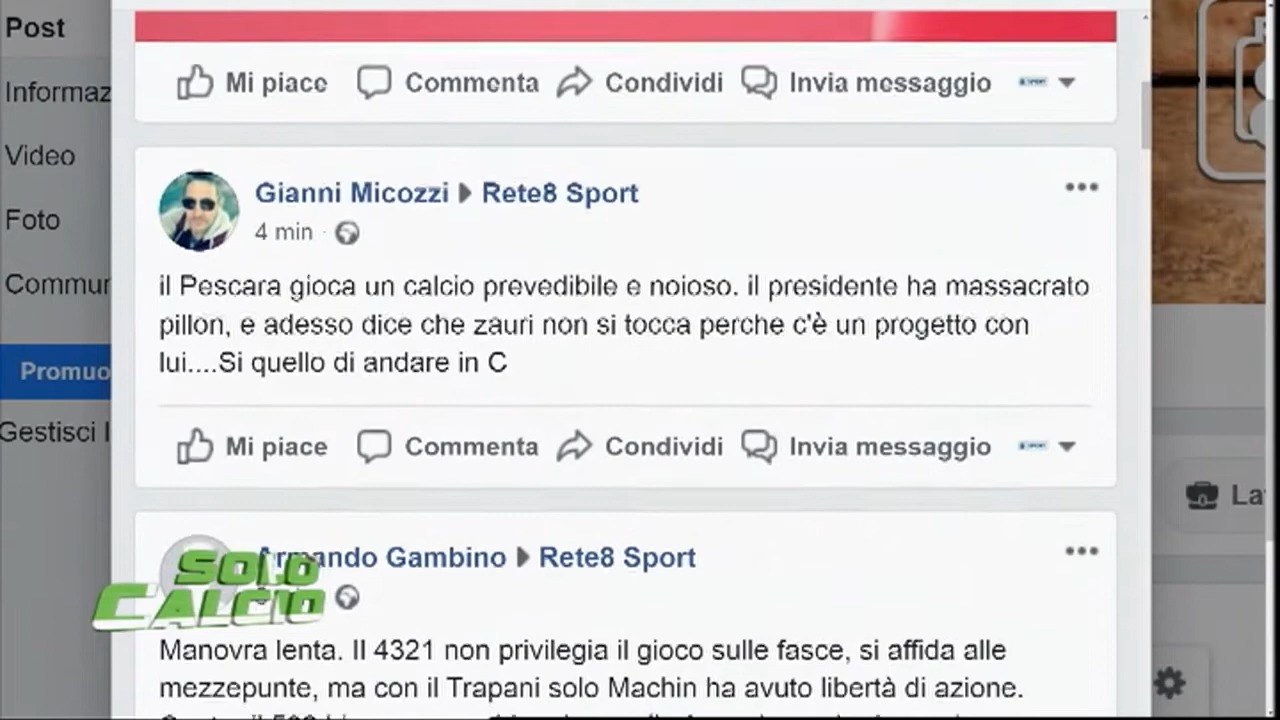 Post
Informaz
Video
Foto
Commun
Promuo
Gestisci l
Mi piace Commenta Condividi Invia messaggio
Gianni Micozzi Rete8 Sport
4 min
il Pescara gioca un calcio prevedibile e noioso. il presidente ha massacrato
pillon, e adesso dice che zauri non si tocca perche c'è un progetto con
lui....Si quello di andare in C
Mi piace Commenta Condividi Invia messaggio
Armando Gambino Rete8 Sport
SOLO
CALCIO
Manovra lenta. Il 4321 non privilegia il gioco sulle fasce, si affida alle
mezzepunte, ma con il Trapani solo Machin ha avuto libertà di azione.
La